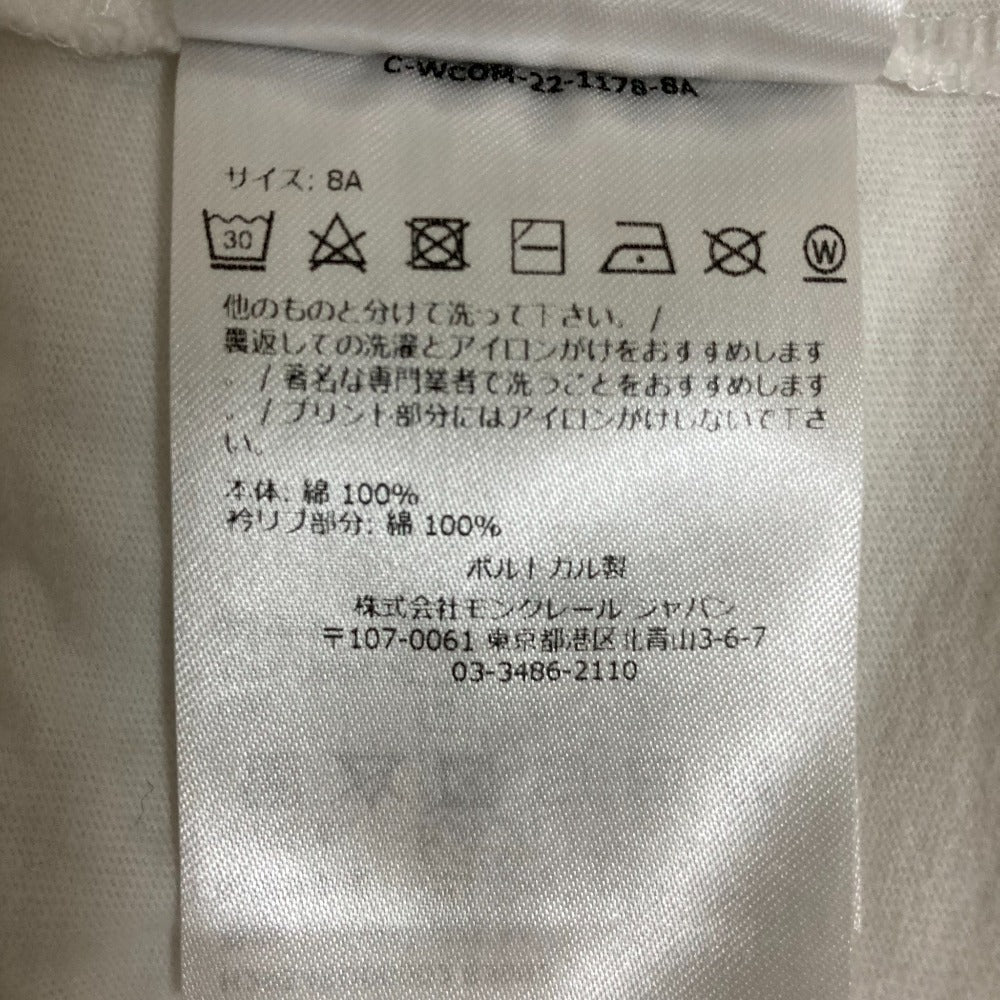 C-WCOM-22-1178-8A
サイズ: 8A
30
W
他のものと分けて洗って下さい。/
裏返しての洗濯とアイロンがけをおすすめします
。/ 著名な専門業者で洗うことをおすすめします
。/ プリント部分にはアイロンがけしないで下さ
い。
本体: 綿 100%
衿リブ部分: 綿 100%
ポルトガル製
株式会社モンクレール ジャパン
〒107-0061 東京都港区北青山3-6-7
03-3486-2110